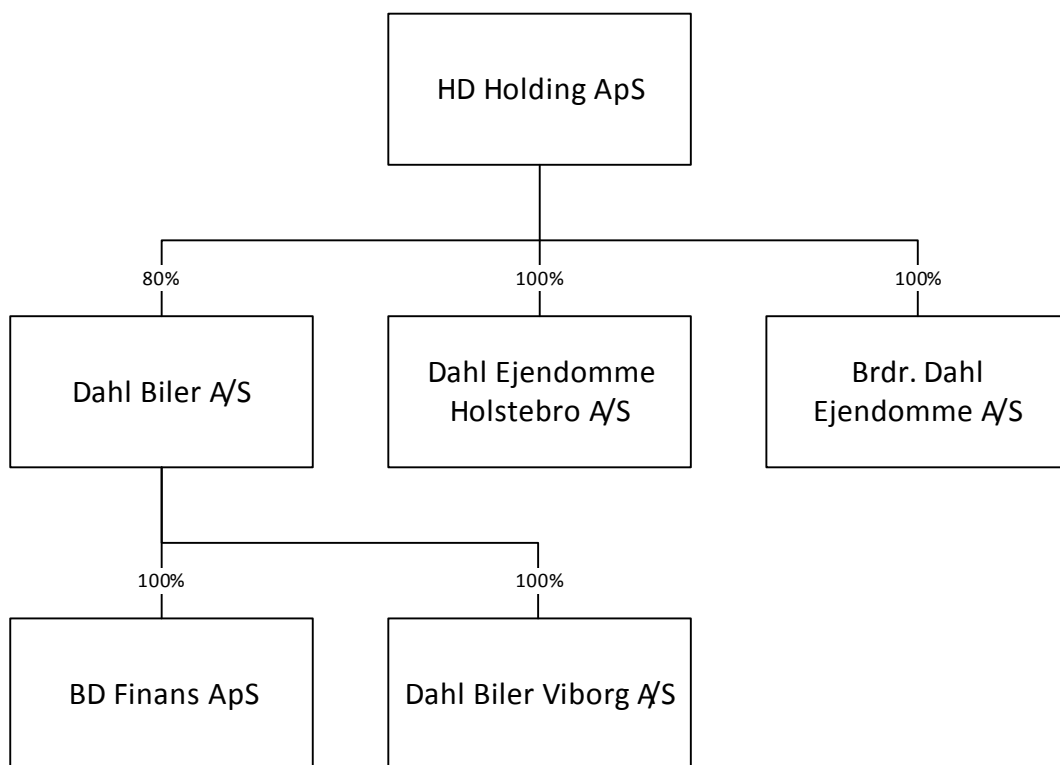 HD Holding ApS
80%
100%
100%
Dahl Biler A/S
Dahl Ejendomme
Holstebro A/S
Brdr. Dahl
Ejendomme A/S
100%
100%
BD Finans ApS
Dahl Biler Viborg A/S